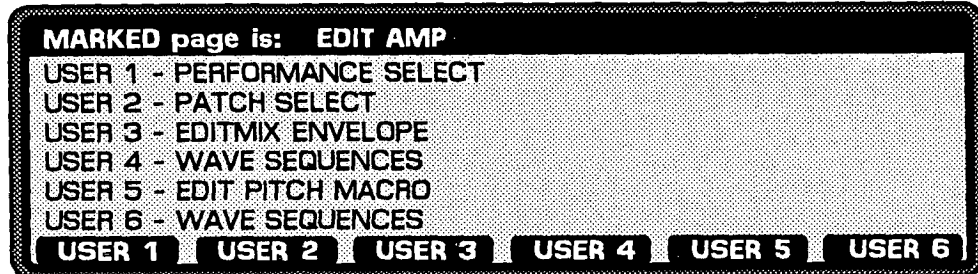 MARKED page is: EDIT AMP
USER 1 - PERFORMANCE SELECT
USER 2 - PATCH SELECT
USER 3 - EDITMIX ENVELOPE
USER 4 - WAVE SEQUENCES
USER 5 - EDIT PITCH MACRO
USER 6 - WAVE SEQUENCES
USER 1 USER 2 USER 3 USER 4 USER 5 USER 6